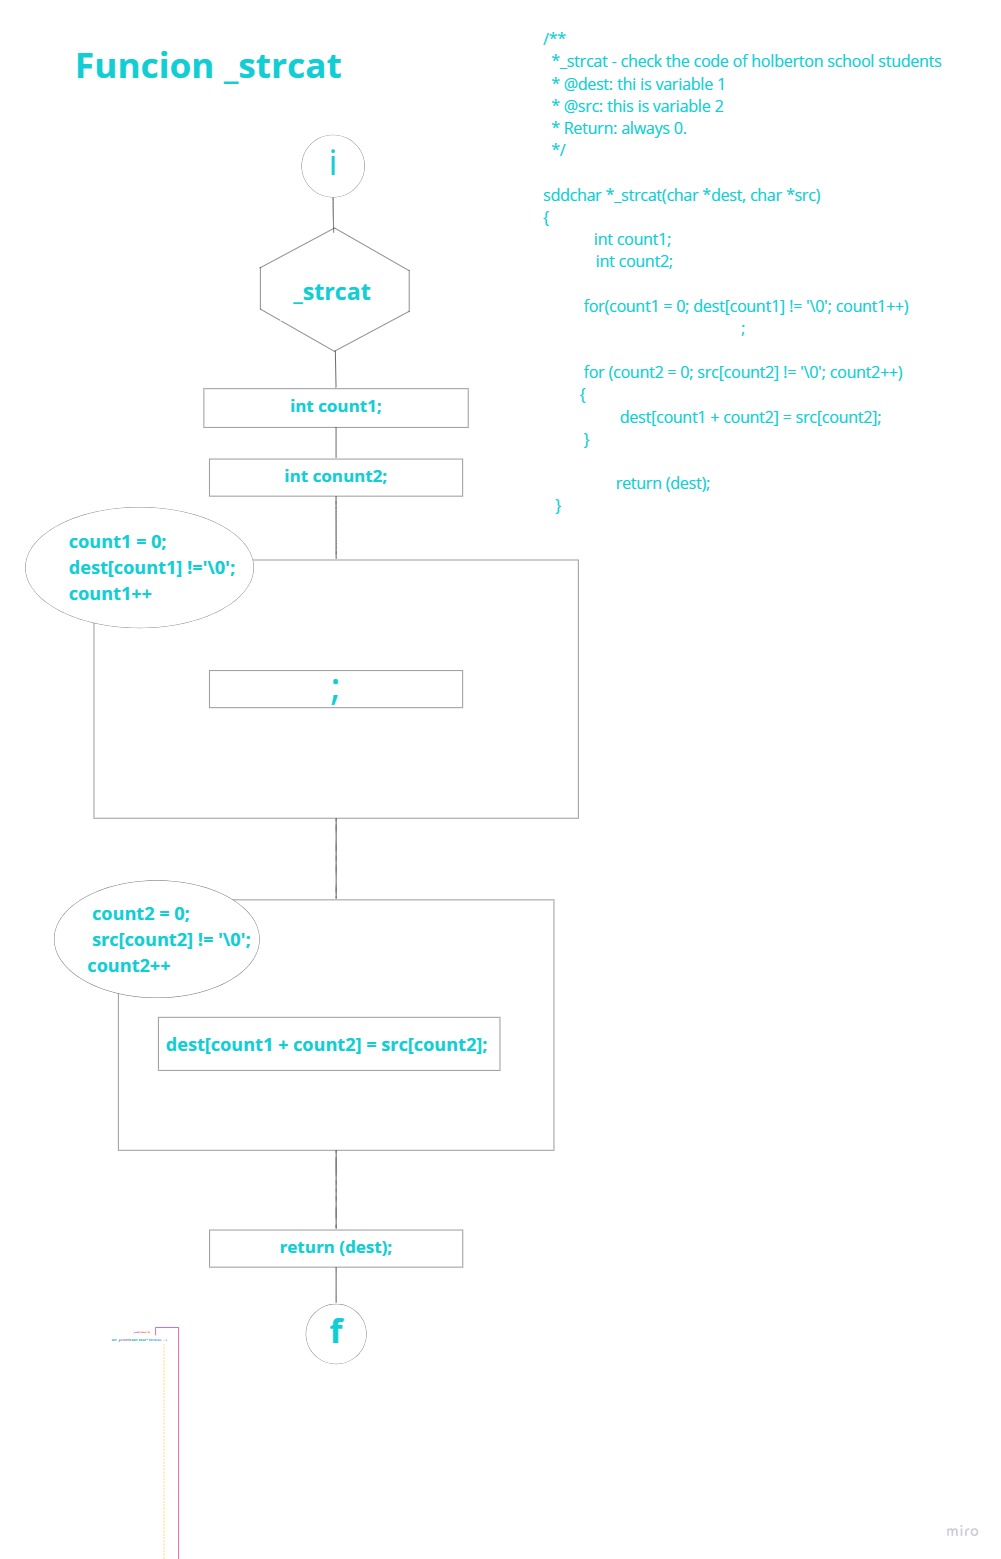 Funcion _strcat
/**
*_strcat - check the code of holberton school students
* @dest: thi is variable 1
* @src: this is variable 2
* Return: always 0.
*/
sddchar *_strcat(char *dest, char *src)
{
int count1;
int count2;
for(count1 = 0; dest[count1] != '\0'; count1++)
;
for (count2 = 0; src[count2] != '\0'; count2++)
{
dest[count1 + count2] = src[count2];
}
return (dest);
}
i
_strcat
int count1;
int conunt2;
count1 = 0;
dest[count1] !='\0';
count1++
;
count2 = 0;
src[count2] != '\0';
count2++
dest[count1 + count2] = src[count2];
return (dest);
f
miro